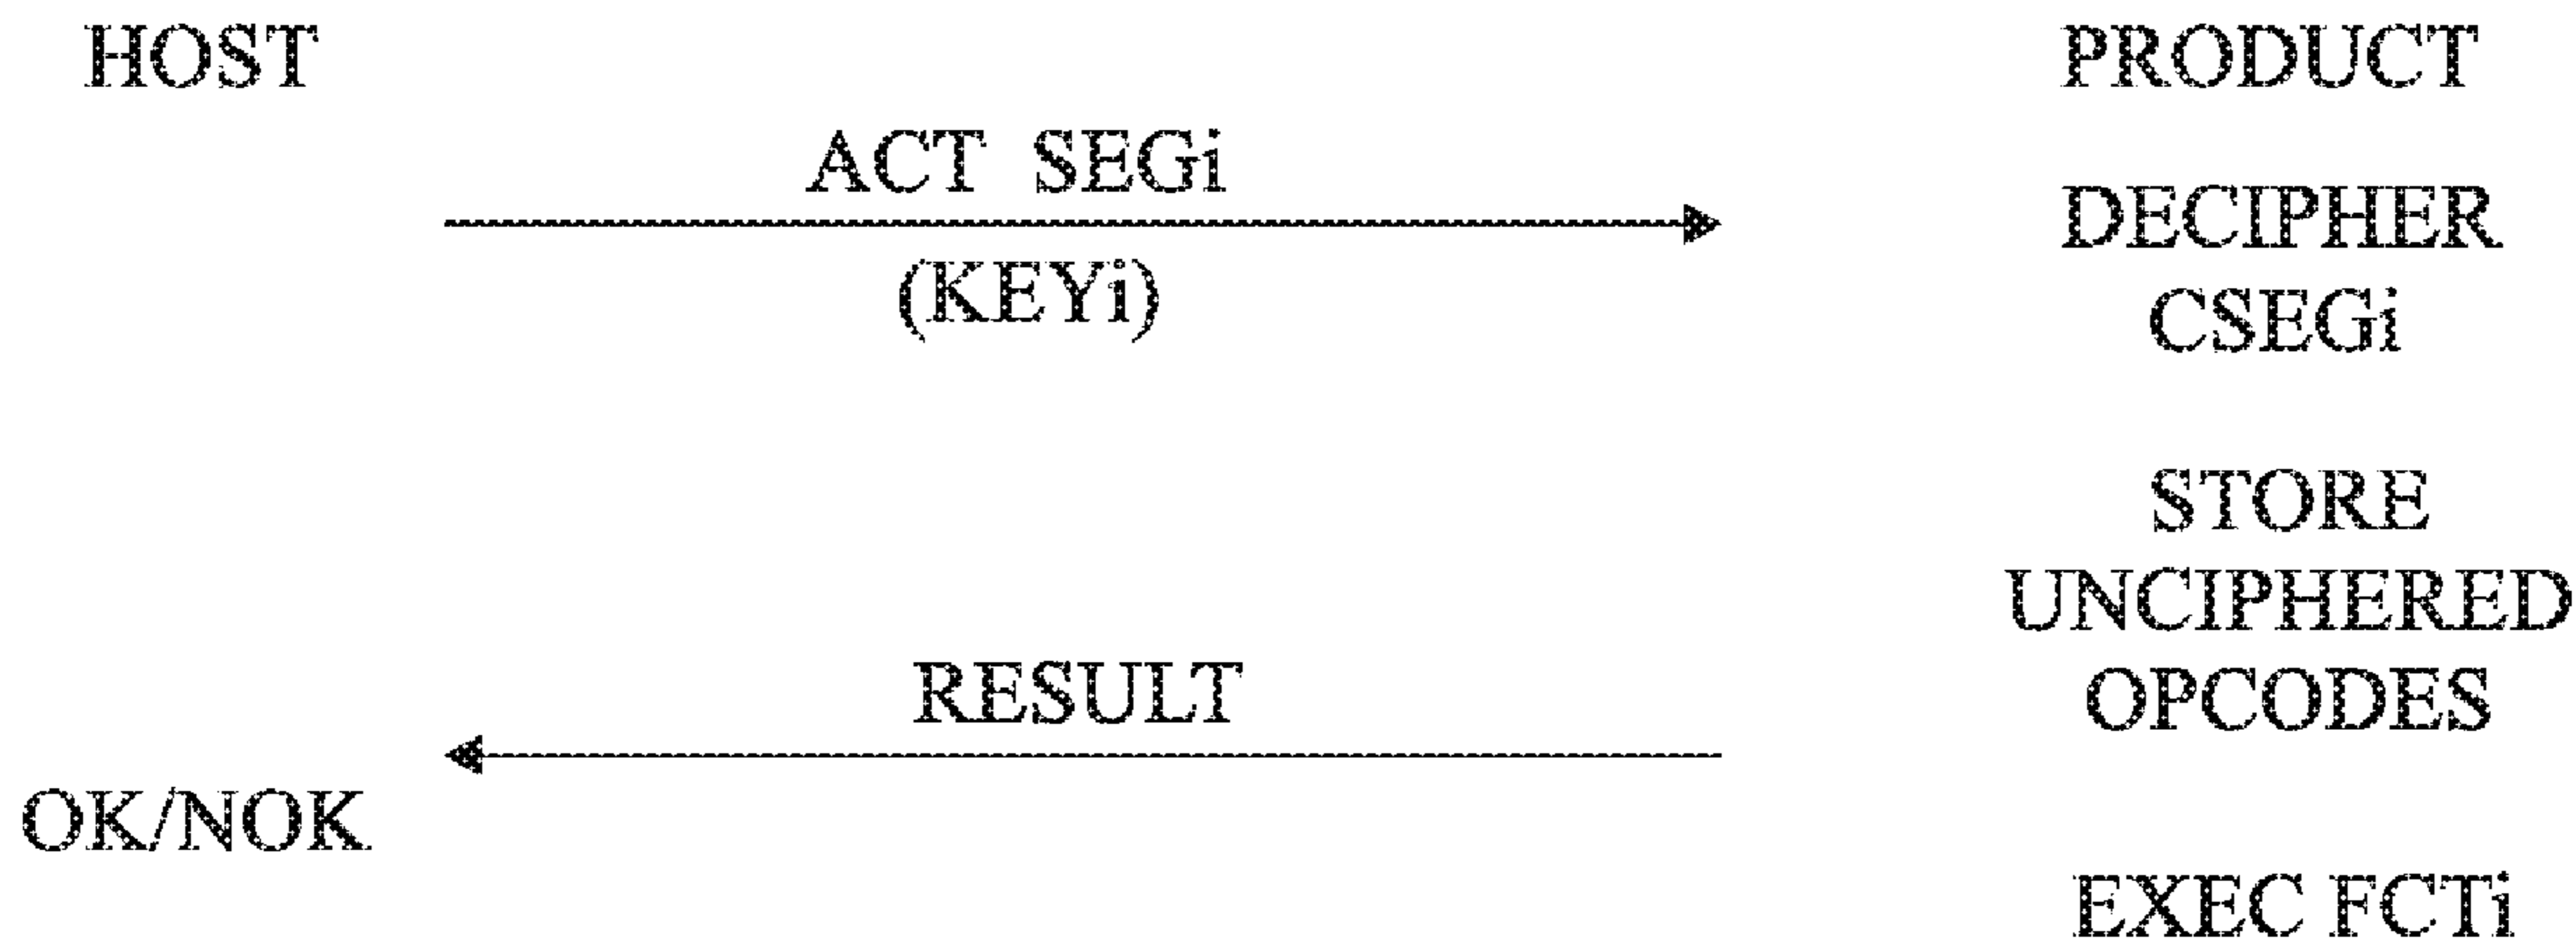 HOST
PRODUCT
ACT SEGi
(KEYi)
DECIPHER
CSEGi
STORE
UNCIPHERED
OPCODES
RESULT
OK/NOK
EXEC FCTi